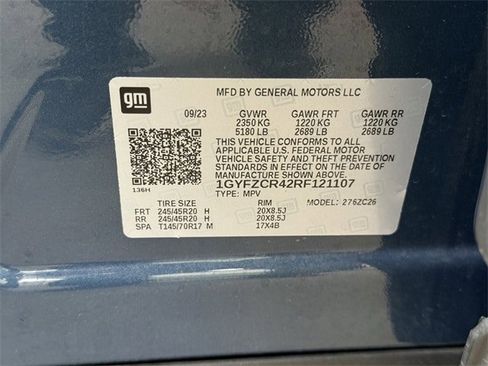 gm
MFD BY GENERAL MOTORS LLC
09/23 GVWR GAWR FRT GAWR RR
2350 KG 1220 KG 1220 KG
5180 LB 2689 LB 2689 LB
THIS VEHICLE CONFORMS TO ALL
APPLICABLE U.S. FEDERAL MOTOR
VEHICLE SAFETY AND THEFT PREVENTION
STANDARDS IN EFFECT ON THE DATE OF
MANUFACTURE SHOWN ABOVE.
136H 1GYFZCR42RF121107
TYPE: MPV MODEL: 276ZC26
TIRE SIZE RIM
FRT 245/45R20 H 20X8.5J
RR 245/45R20 H 20X8.5J
SPA T145/70R17 M 17X4B